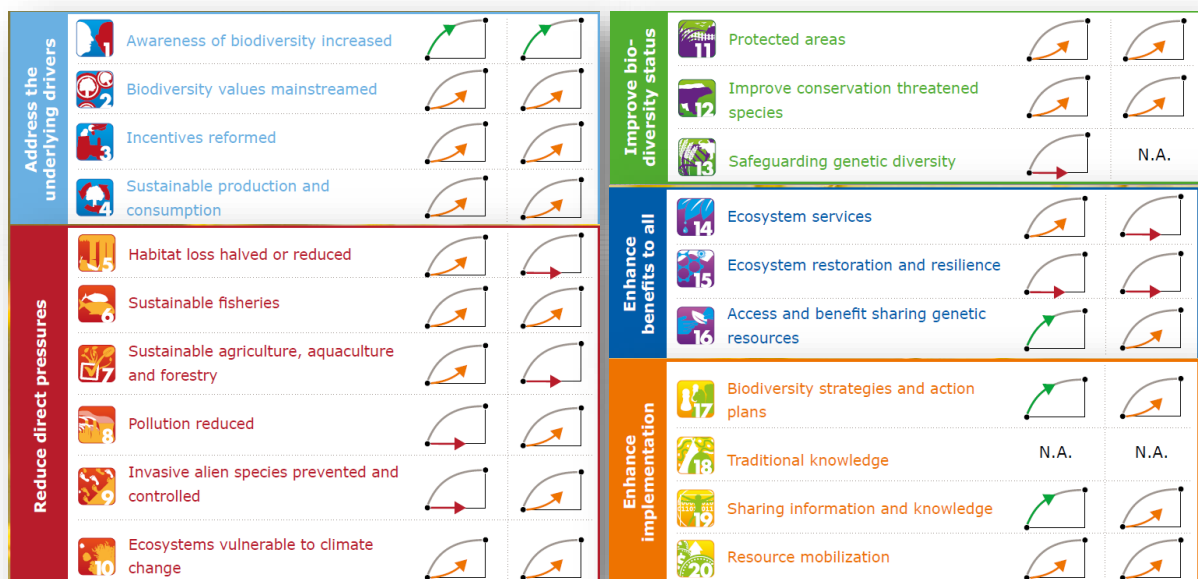 Address the
underlying drivers
1
Awareness of biodiversity increased
2
Biodiversity values mainstreamed
3
Incentives reformed
4
Sustainable production and
consumption
Reduce direct pressures
5
Habitat loss halved or reduced
6
Sustainable fisheries
7
Sustainable agriculture, aquaculture
and forestry
8
Pollution reduced
9
Invasive alien species prevented and
controlled
10
Ecosystems vulnerable to climate
change
Improve bio-
diversity status
11
Protected areas
12
Improve conservation threatened
species
13
Safeguarding genetic diversity
N.A.
Enhance
benefits to all
14
Ecosystem services
15
Ecosystem restoration and resilience
16
Access and benefit sharing genetic
resources
Enhance
implementation
17
Biodiversity strategies and action
plans
18
Traditional knowledge
N.A. N.A.
19
Sharing information and knowledge
20
Resource mobilization